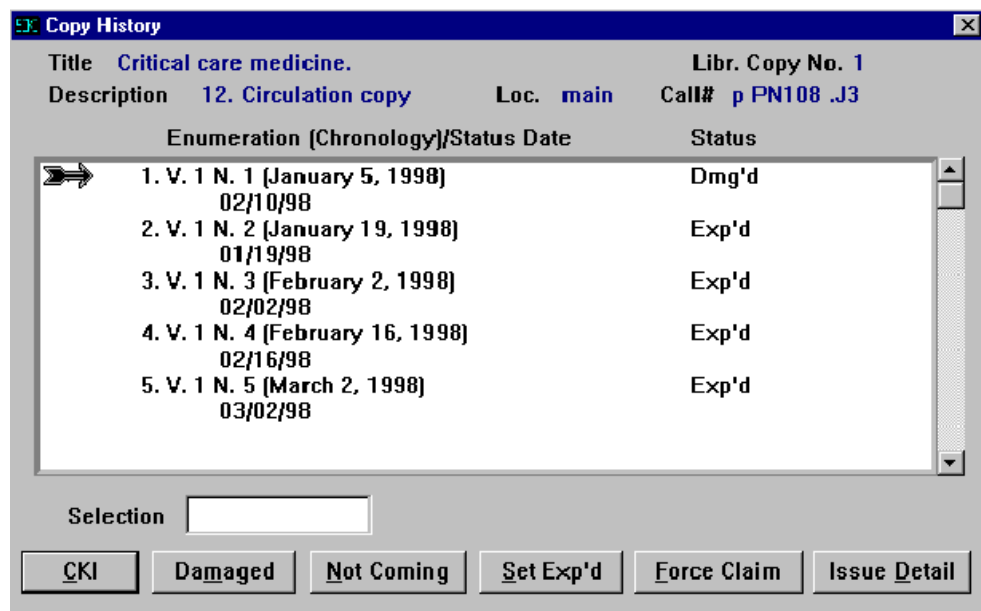 Copy History
Title Critical care medicine. Libr. Copy No. 1
Description 12. Circulation copy Loc. main Call# p PN108 .J3
Enumeration (Chronology)/Status Date Status
1. V. 1 N. 1 (January 5, 1998) Dmg'd
02/10/98
2. V. 1 N. 2 (January 19, 1998) Exp'd
01/19/98
3. V. 1 N. 3 (February 2, 1998) Exp'd
02/02/98
4. V. 1 N. 4 (February 16, 1998) Exp'd
02/16/98
5. V. 1 N. 5 (March 2, 1998) Exp'd
03/02/98
Selection
CKI Damaged Not Coming Set Exp'd Force Claim Issue Detail